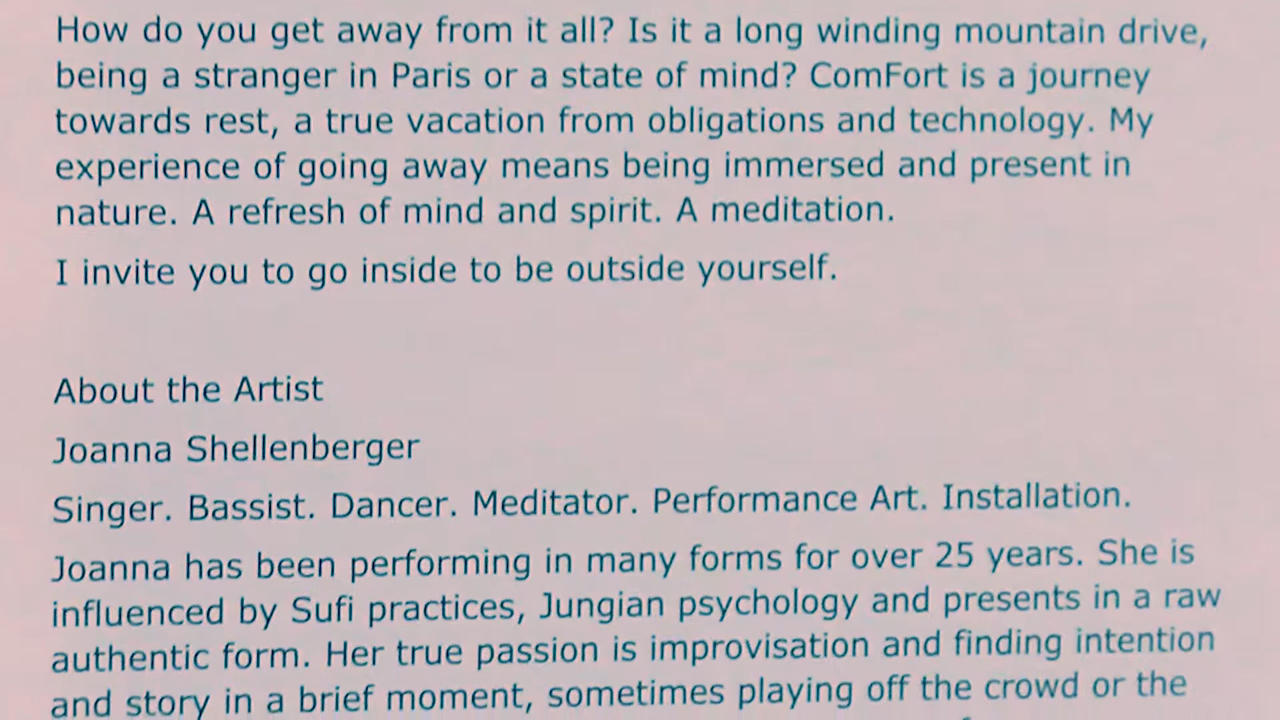 How do you get away from it all? Is it a long winding mountain drive,
being a stranger in Paris or a state of mind? ComFort is a journey
towards rest, a true vacation from obligations and technology. My
experience of going away means being immersed and present in
nature. A refresh of mind and spirit. A meditation.
I invite you to go inside to be outside yourself.
About the Artist
Joanna Shellenberger
Singer. Bassist. Dancer. Meditator. Performance Art. Installation.
Joanna has been performing in many forms for over 25 years. She is
influenced by Sufi practices, Jungian psychology and presents in a raw
authentic form. Her true passion is improvisation and finding intention
and story in a brief moment, sometimes playing off the crowd or the